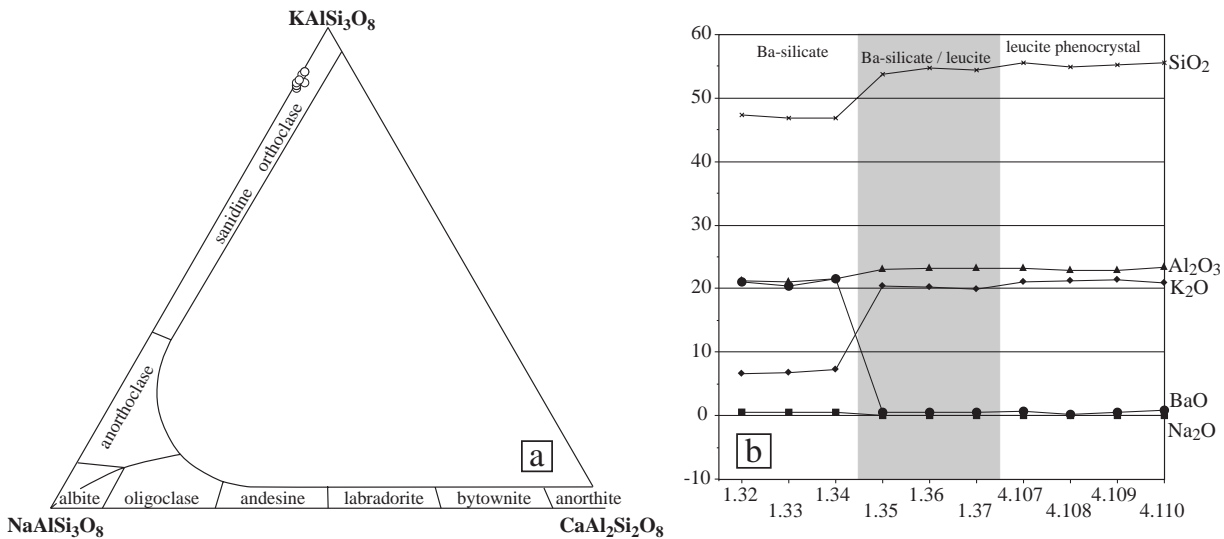 KAlSi₃O₈
orthoclase
sanidine
anorthoclase
a
albite oligoclase andesine labradorite bytownite anorthite
NaAlSi₃O₈ CaAl₂Si₂O₈
60
50
40
30
20
10
0
-10
Ba-silicate
Ba-silicate / leucite
leucite phenocrystal
SiO₂
Al₂O₃
K₂O
BaO
Na₂O
b
1.32 1.34 1.36 4.107 4.109
1.33 1.35 1.37 4.108 4.110